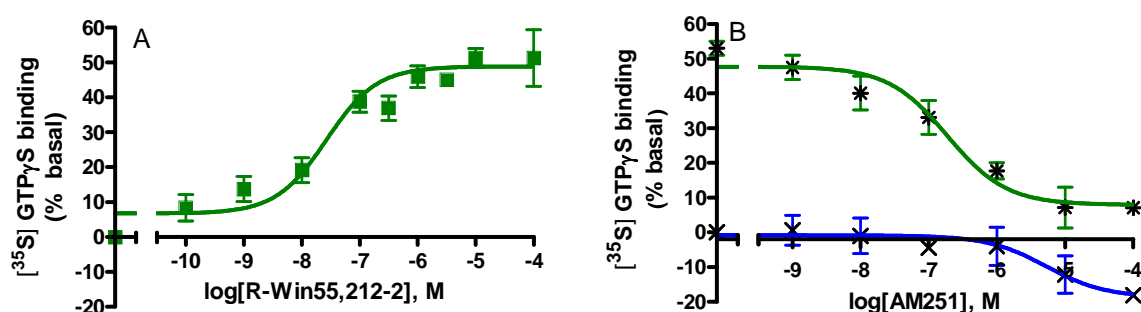 A
[³⁵S] GTPγS binding
(% basal)
60
50
40
30
20
10
0
-10
-20
-10 -9 -8 -7 -6 -5 -4
log[R-Win55,212-2], M
B
[³⁵S] GTPγS binding
(% basal)
60
50
40
30
20
10
0
-10
-20
-9 -8 -7 -6 -5 -4
log[AM251], M